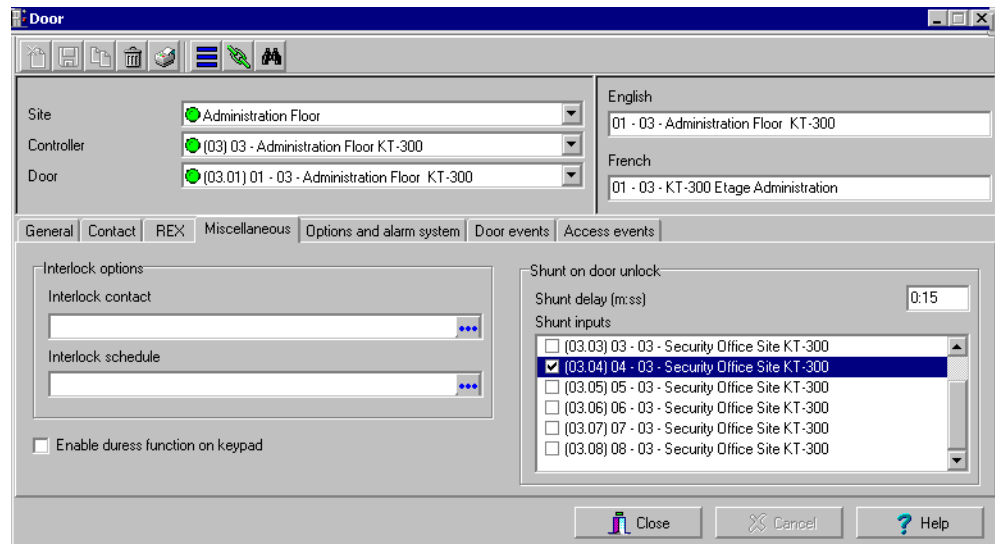 Door
Site
Administration Floor
Controller
(03) 03 - Administration Floor KT-300
Door
(03.01) 01 - 03 - Administration Floor KT-300
English
01 - 03 - Administration Floor KT-300
French
01 - 03 - KT-300 Etage Administration
General Contact REX Miscellaneous Options and alarm system Door events Access events
Interlock options
Interlock contact
Interlock schedule
Enable duress function on keypad
Shunt on door unlock
Shunt delay (m:ss)
0:15
Shunt inputs
(03.03) 03 - 03 - Security Office Site KT-300
(03.04) 04 - 03 - Security Office Site KT-300
(03.05) 05 - 03 - Security Office Site KT-300
(03.06) 06 - 03 - Security Office Site KT-300
(03.07) 07 - 03 - Security Office Site KT-300
(03.08) 08 - 03 - Security Office Site KT-300
Close Cancel Help